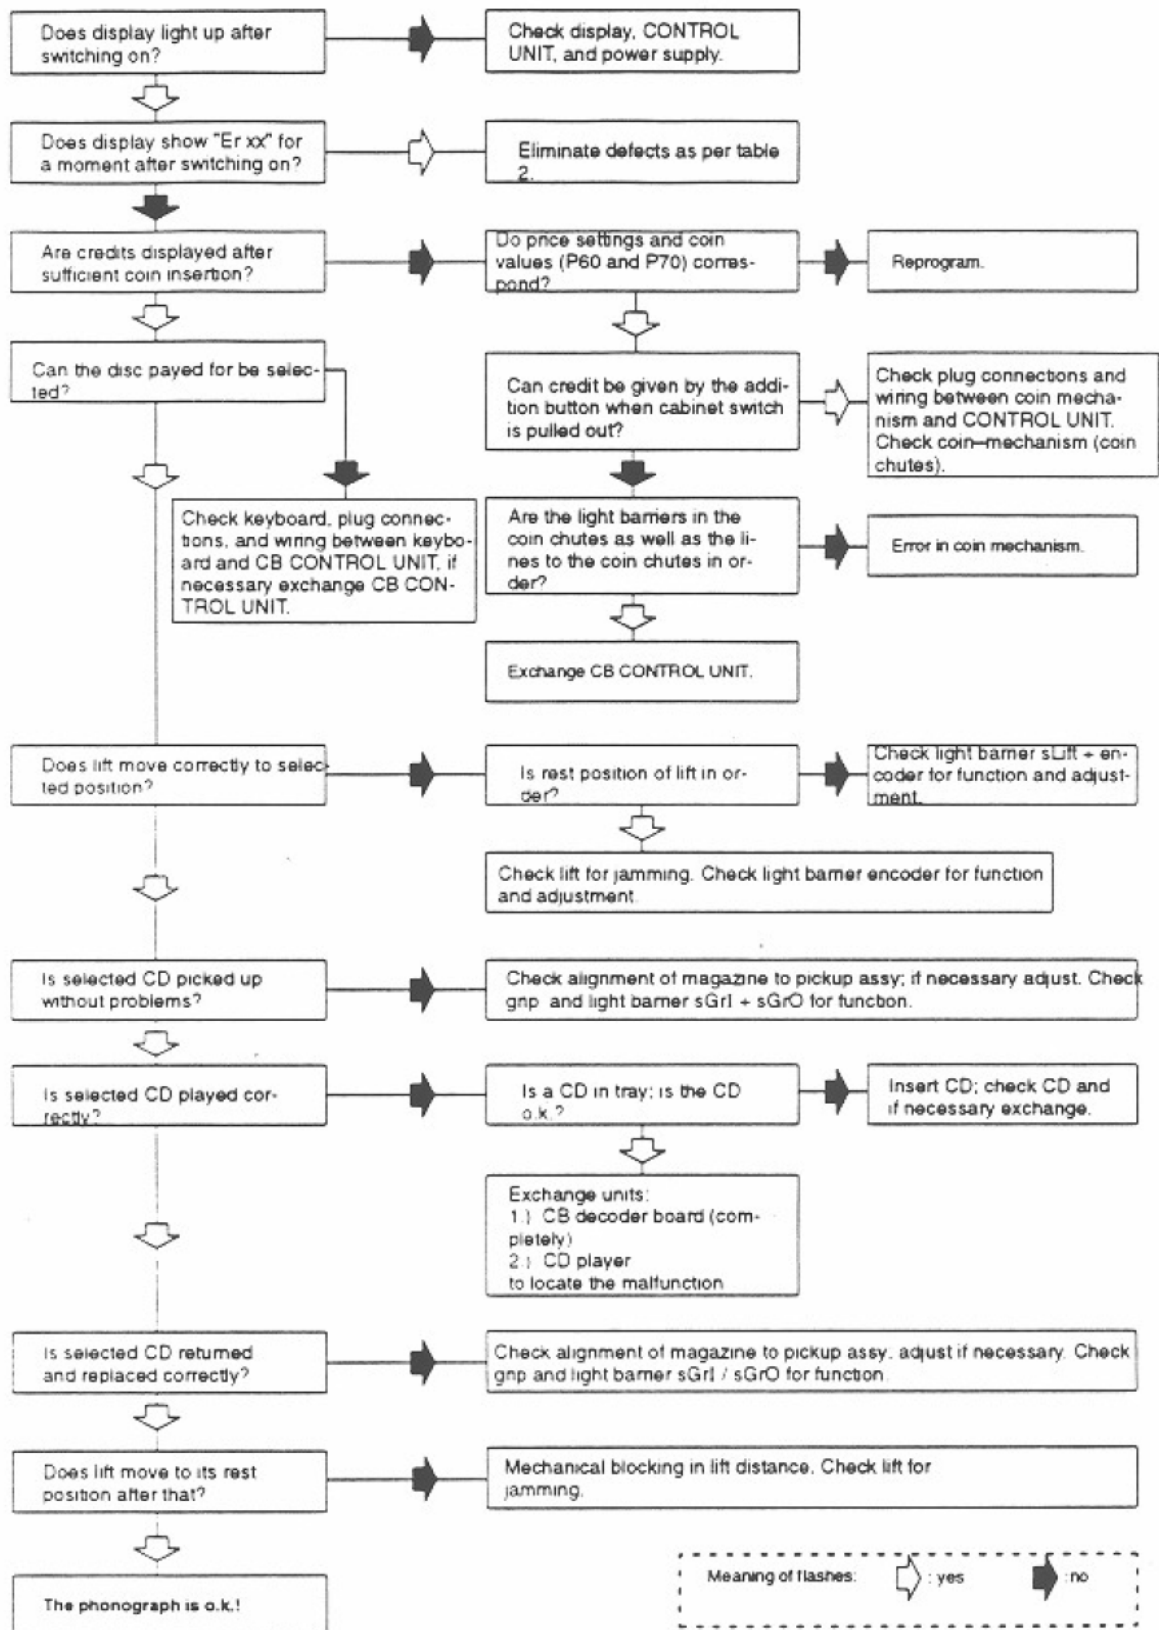 Does display light up after
switching on?
Check display, CONTROL
UNIT, and power supply.
Does display show "Er xx" for
a moment after switching on?
Eliminate defects as per table
2.
Are credits displayed after
sufficient coin insertion?
Do price settings and coin
values (P60 and P70) corres-
pond?
Reprogram.
Can the disc payed for be selec-
ted?
Can credit be given by the addi-
tion button when cabinet switch
is pulled out?
Check plug connections and
wiring between coin mecha-
nism and CONTROL UNIT.
Check coin-mechanism (coin
chutes).
Check keyboard, plug connec-
tions, and wiring between keybo-
ard and CB CONTROL UNIT, if
necessary exchange CB CON-
TROL UNIT.
Are the light barriers in the
coin chutes as well as the li-
nes to the coin chutes in or-
der?
Error in coin mechanism.
Exchange CB CONTROL UNIT.
Does lift move correctly to selec-
ted position?
Is rest position of lift in or-
der?
Check light barrier sLift + en-
coder for function and adjust-
ment.
Check lift for jamming. Check light barrier encoder for function
and adjustment.
Is selected CD picked up
without problems?
Check alignment of magazine to pickup assy; if necessary adjust. Check
grip and light barrier sGrI + sGrO for function.
Is selected CD played cor-
rectly?
Is a CD in tray; is the CD
o.k.?
Insert CD; check CD and
if necessary exchange.
Exchange units:
1.) CB decoder board (com-
pletely)
2.) CD player
to locate the malfunction
Is selected CD returned
and replaced correctly?
Check alignment of magazine to pickup assy. adjust if necessary. Check
grip and light barrier sGrI / sGrO for function.
Does lift move to its rest
position after that?
Mechanical blocking in lift distance. Check lift for
jamming.
The phonograph is o.k.!
Meaning of flashes: : yes :no